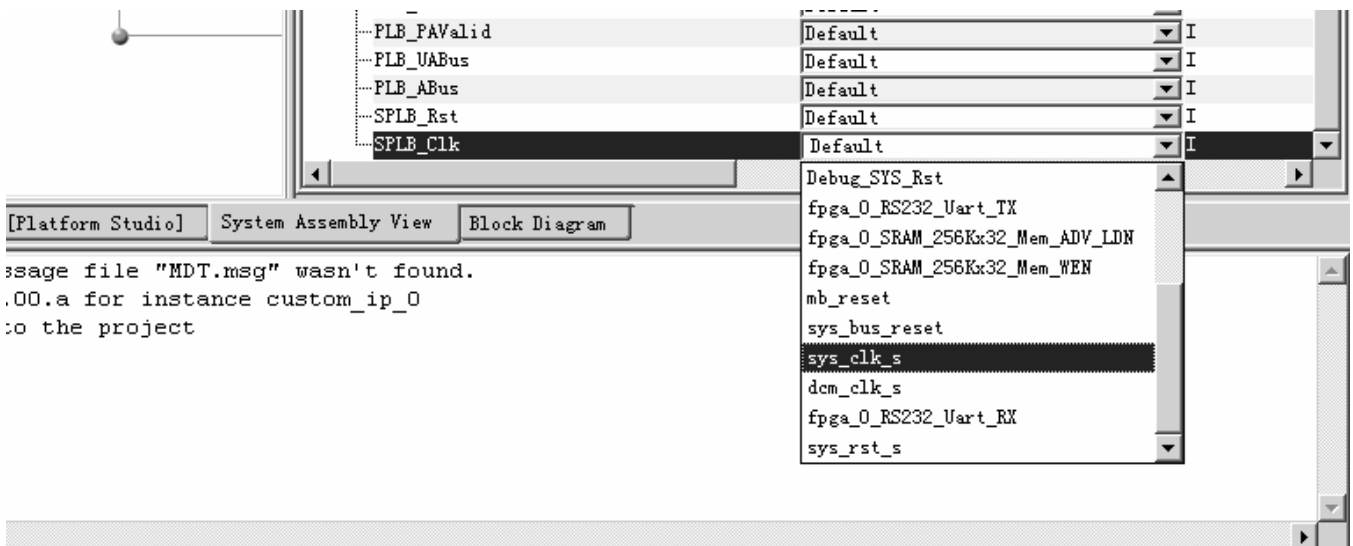 PLB_PAValid Default I
PLB_UABus Default I
PLB_ABus Default I
SPLB_Rst Default I
SPLB_Clk Default I
Debug_SYS_Rst
fpga_0_RS232_Uart_TX
fpga_0_SRAM_256Kx32_Mem_ADV_LDN
fpga_0_SRAM_256Kx32_Mem_WEN
mb_reset
sys_bus_reset
sys_clk_s
dcm_clk_s
fpga_0_RS232_Uart_RX
sys_rst_s
[Platform Studio] System Assembly View Block Diagram
ssage file "MDT.msg" wasn't found.
.00.a for instance custom_ip_0
to the project